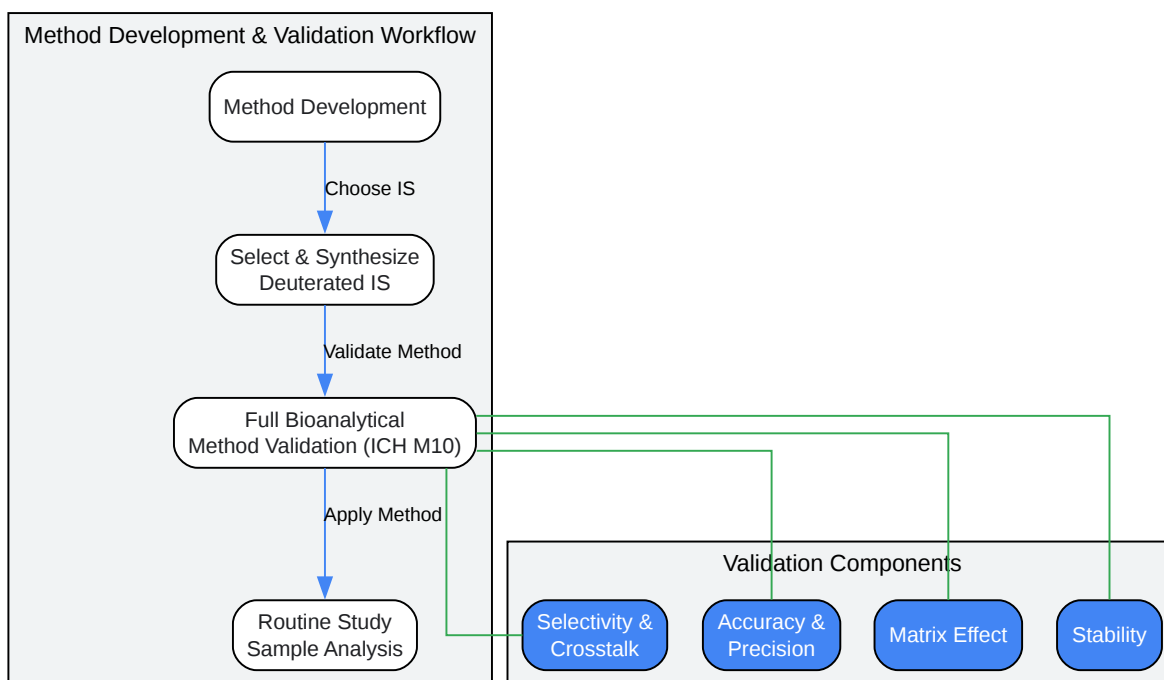 Method Development & Validation Workflow
Method Development
Choose IS
Select & Synthesize
Deuterated IS
Validate Method
Full Bioanalytical
Method Validation (ICH M10)
Apply Method
Routine Study
Sample Analysis
Validation Components
Selectivity &
Crosstalk
Accuracy &
Precision
Matrix Effect
Stability